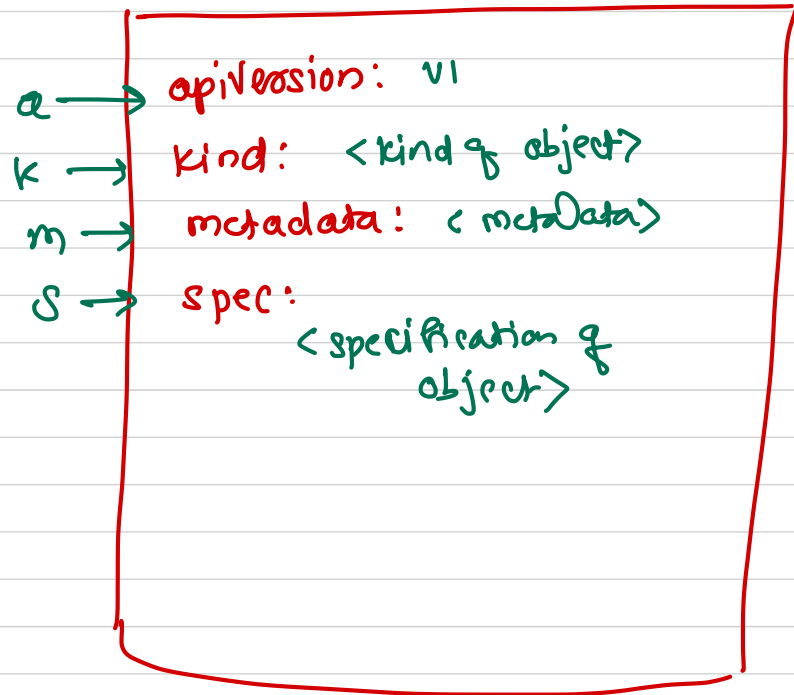 a → apiVersion: v1
k → kind: <kind of object>
m → metadata: < metaData>
S → spec:
<specification of
object>